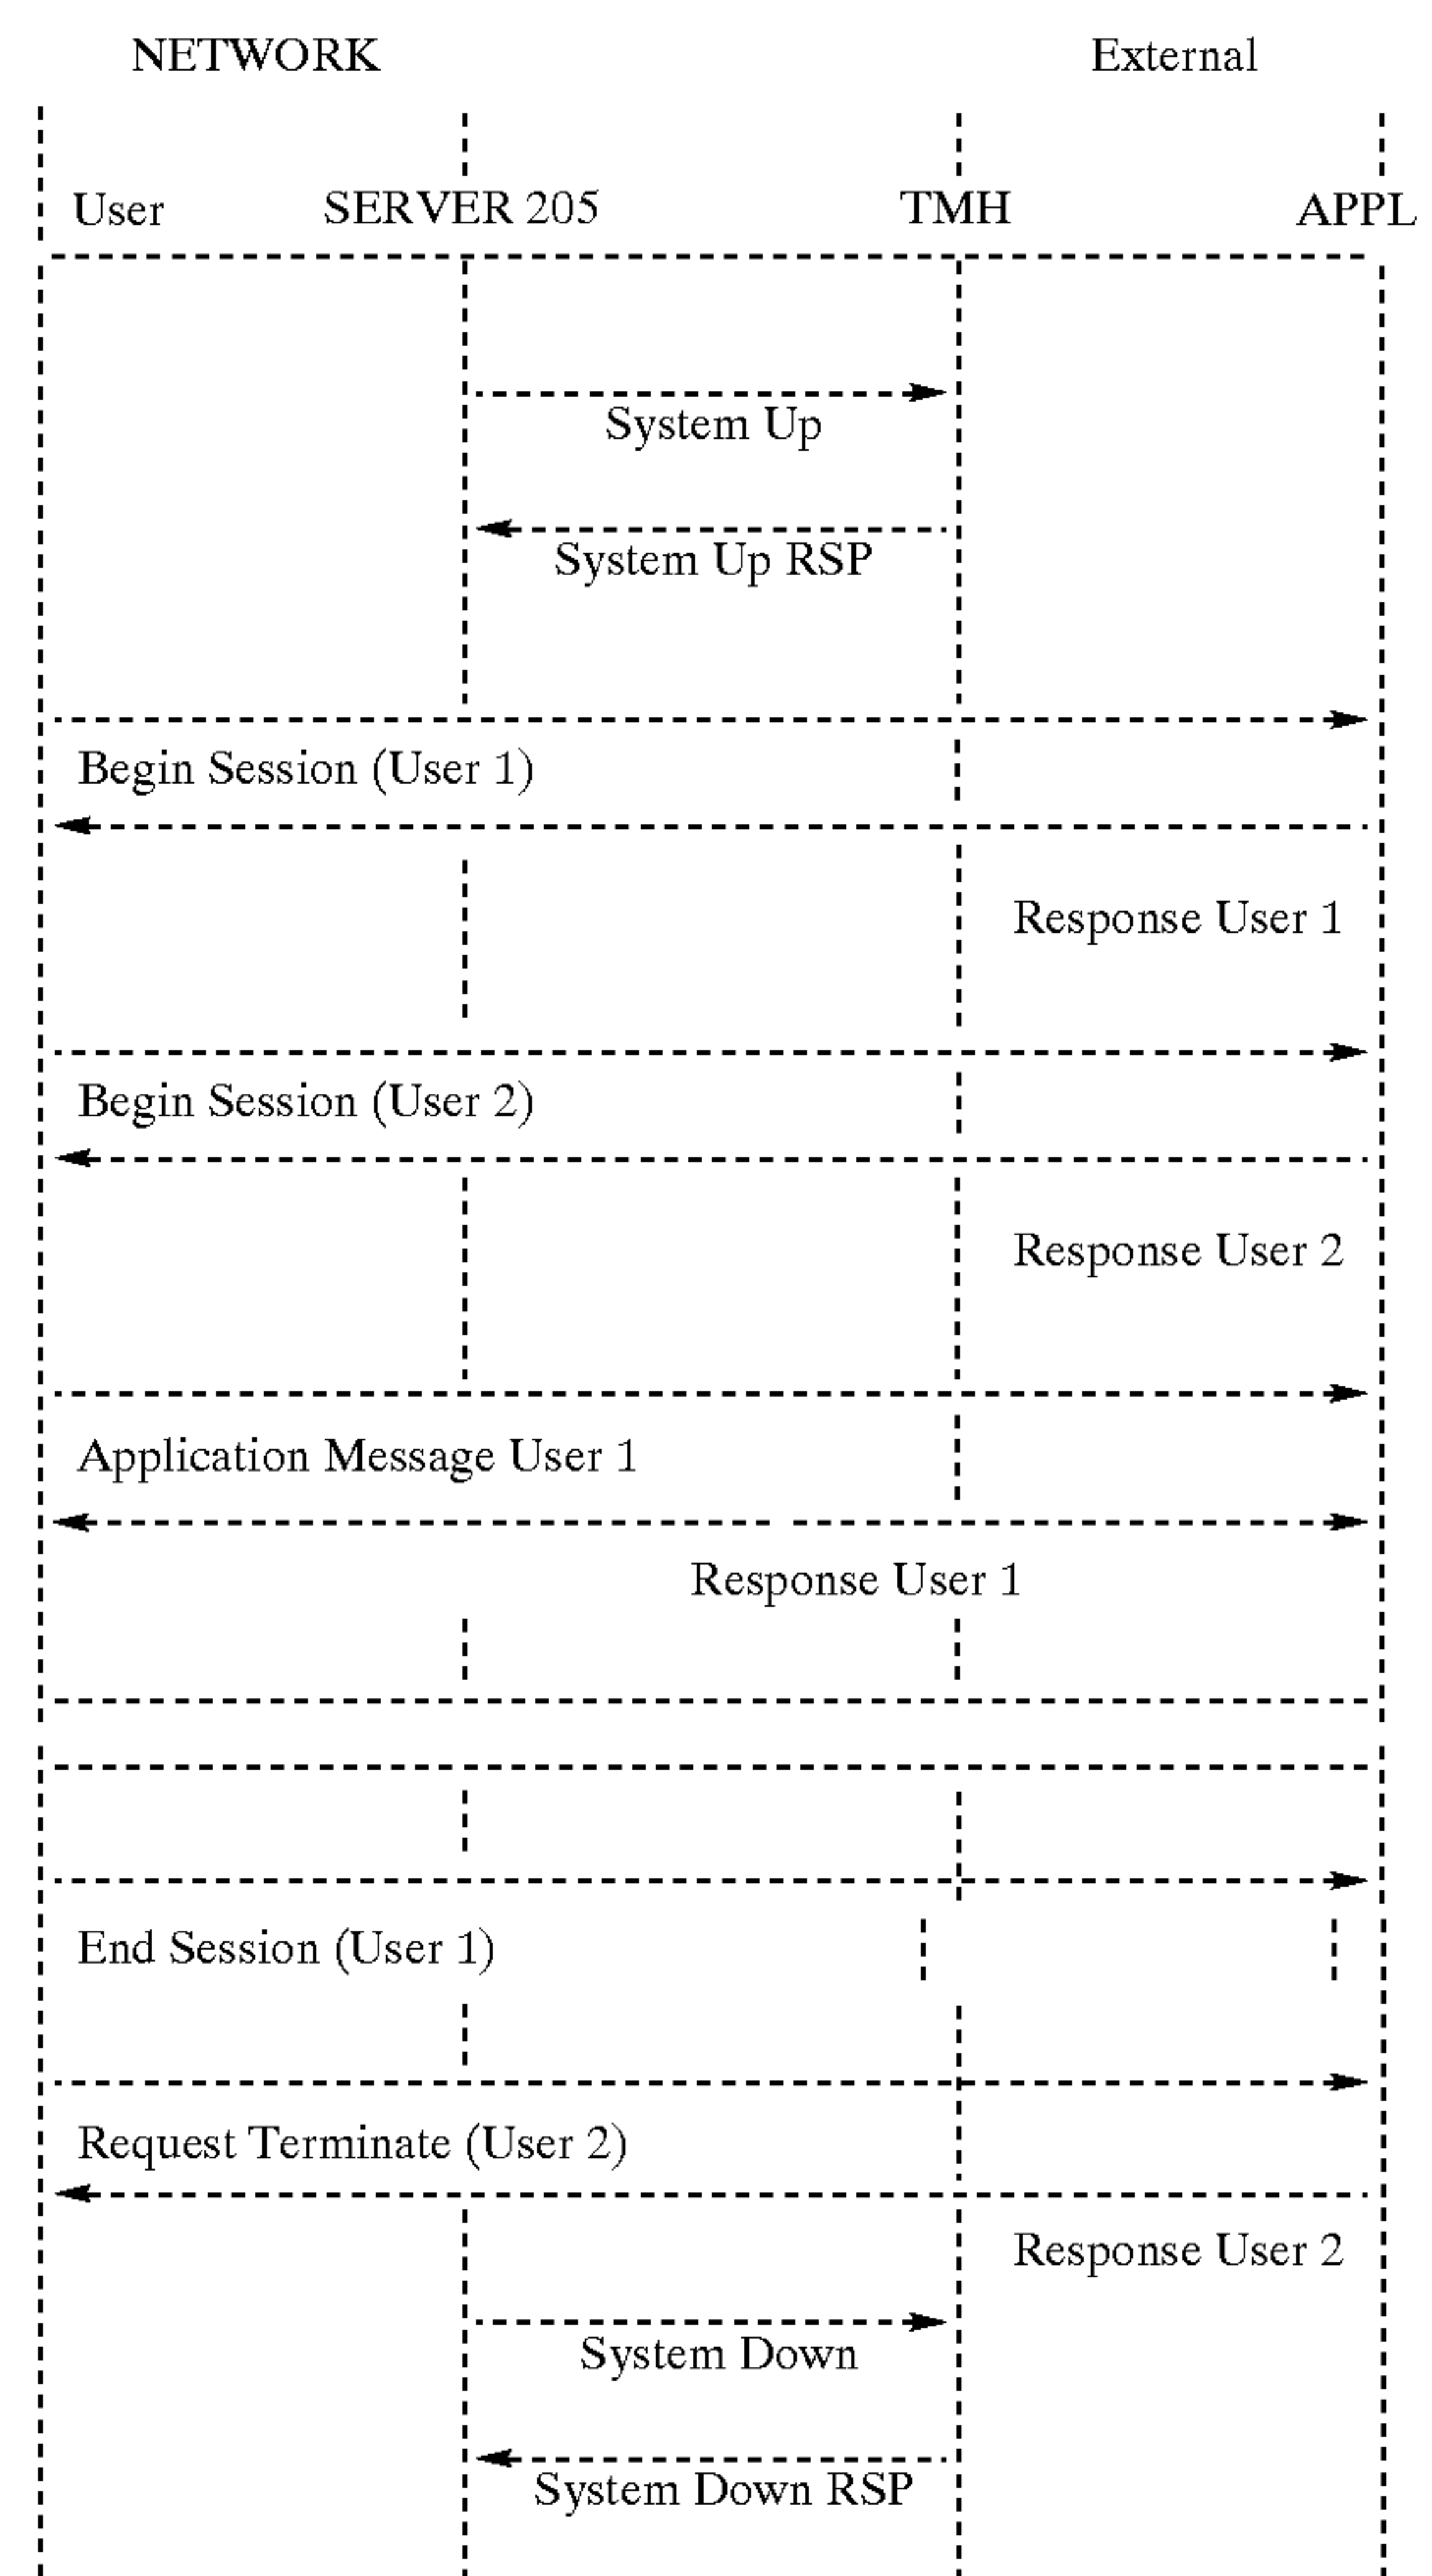 NETWORK External
User SERVER 205 TMH APPL
System Up
System Up RSP
Begin Session (User 1)
Response User 1
Begin Session (User 2)
Response User 2
Application Message User 1
Response User 1
End Session (User 1)
Request Terminate (User 2)
Response User 2
System Down
System Down RSP